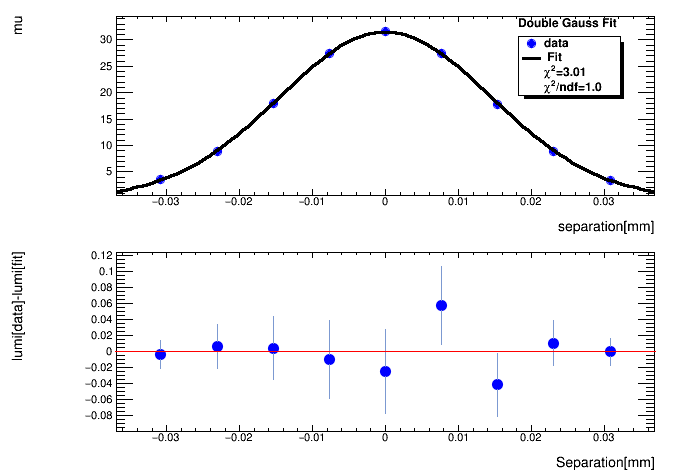 Double Gauss Fit
mu
data
Fit
χ²=3.01
χ²/ndf=1.0
30
25
20
15
10
5
−0.03 −0.02 −0.01 0 0.01 0.02 0.03
separation[mm]
lumi[data]-lumi[fit]
0.12
0.1
0.08
0.06
0.04
0.02
0
−0.02
−0.04
−0.06
−0.08
−0.03 −0.02 −0.01 0 0.01 0.02 0.03
Separation[mm]